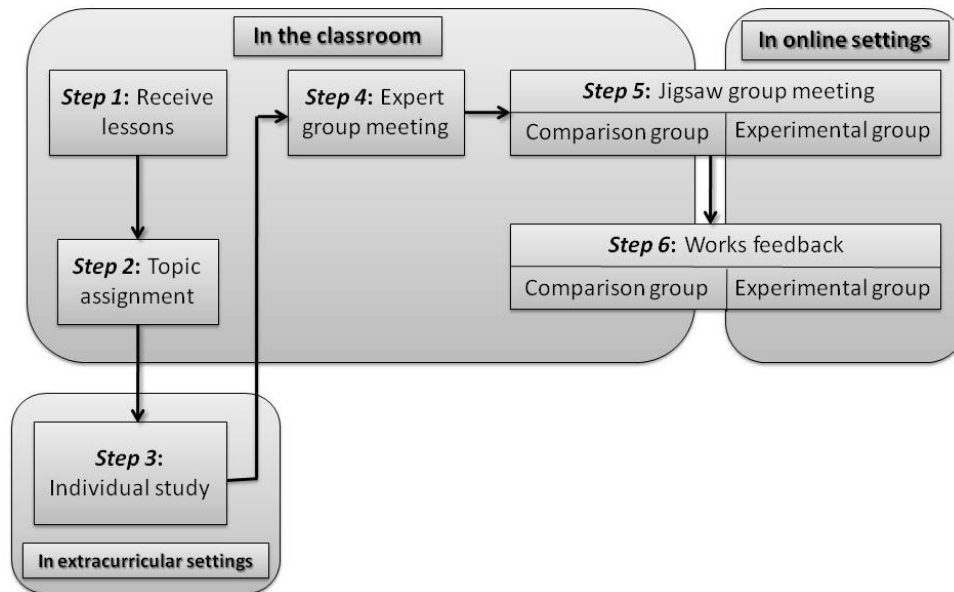 In the classroom
In online settings
Step 1: Receive
lessons
Step 4: Expert
group meeting
Step 5: Jigsaw group meeting
Comparison group
Experimental group
Step 2: Topic
assignment
Step 6: Works feedback
Comparison group
Experimental group
Step 3:
Individual study
In extracurricular settings